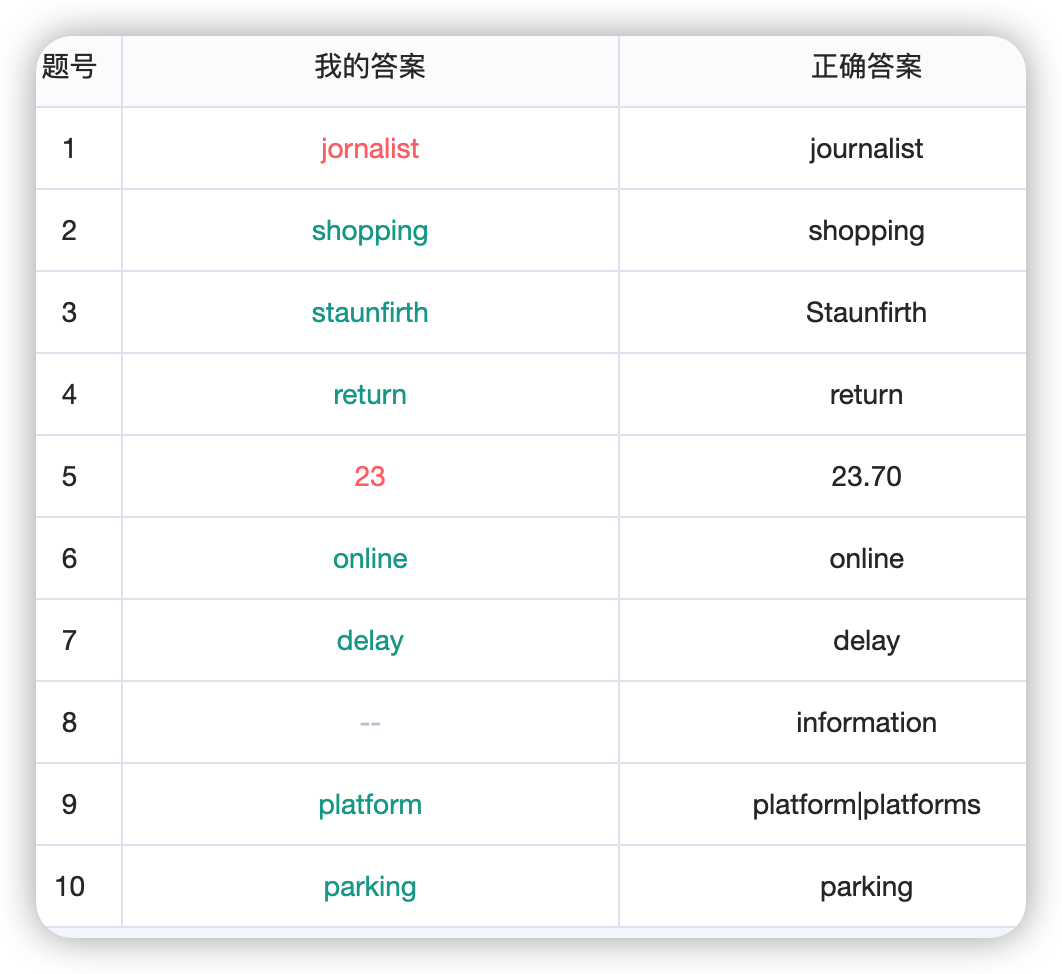 题号 我的答案 正确答案
1 jornalist journalist
2 shopping shopping
3 staunfirth Staunfirth
4 return return
5 23 23.70
6 online online
7 delay delay
8 -- information
9 platform platform|platforms
10 parking parking